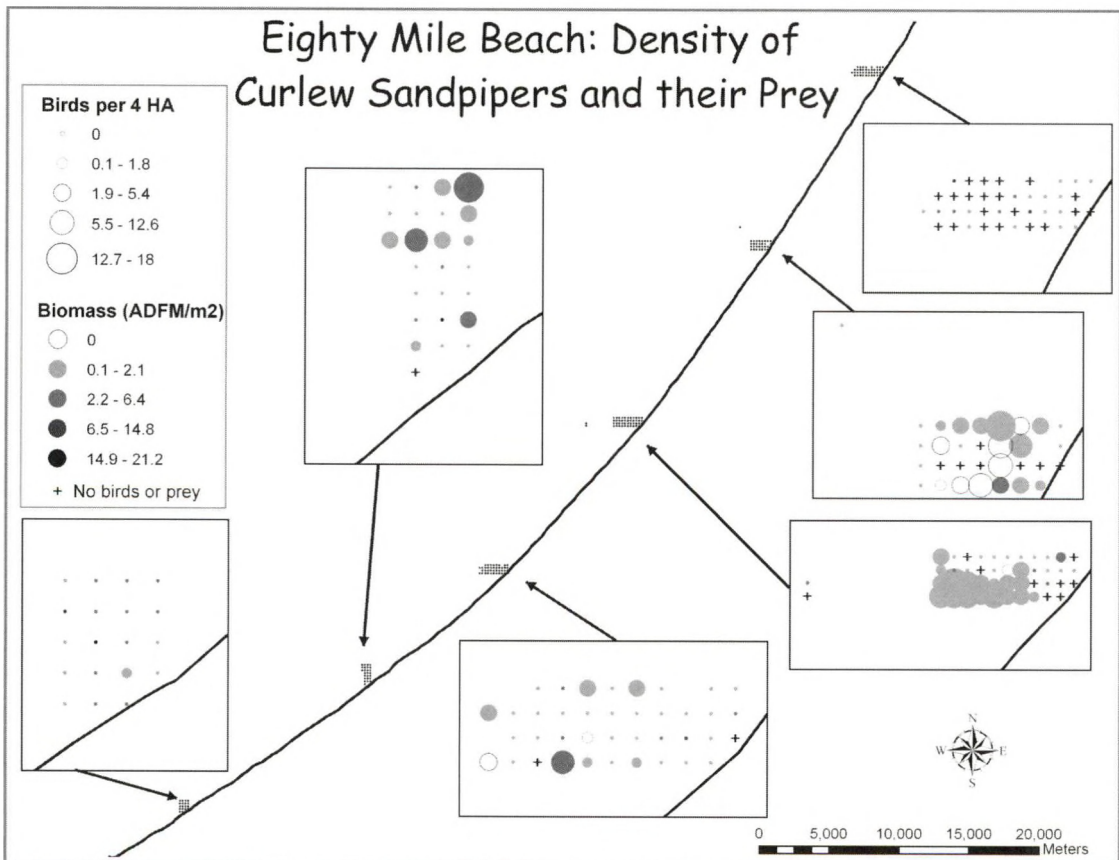 Eighty Mile Beach: Density of
Curlew Sandpipers and their Prey
Birds per 4 HA
0
0.1 - 1.8
1.9 - 5.4
5.5 - 12.6
12.7 - 18
Biomass (ADFM/m2)
0
0.1 - 2.1
2.2 - 6.4
6.5 - 14.8
14.9 - 21.2
+ No birds or prey
N
W E
S
0 5,000 10,000 15,000 20,000
Meters